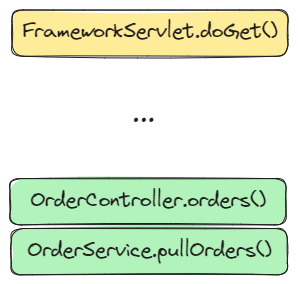 FrameworkServlet.doGet()
...
OrderController.orders()
OrderService.pullOrders()